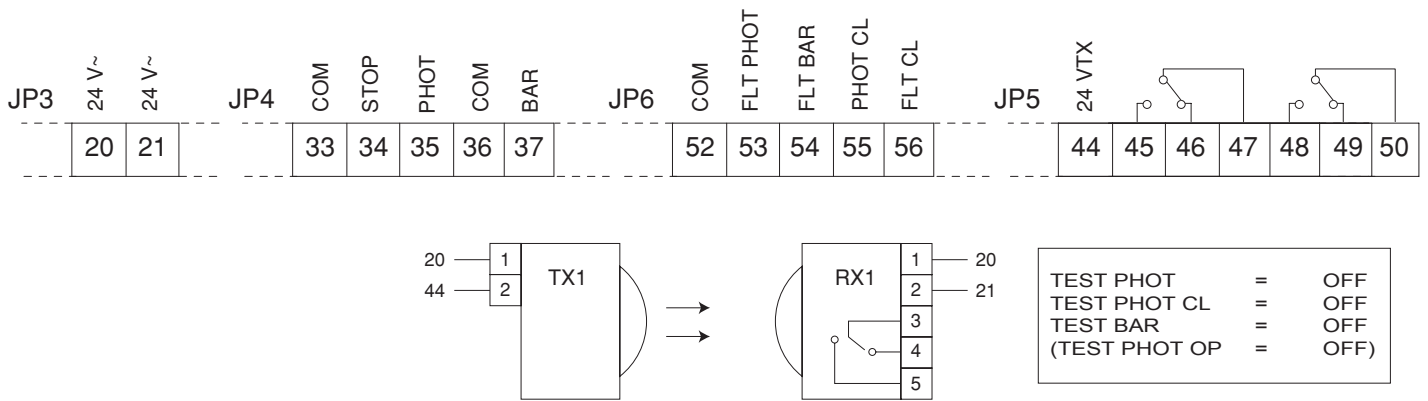 JP3 24 V~ 24 V~
20 21
JP4 COM STOP PHOT COM BAR
33 34 35 36 37
JP6 COM FLT PHOT FLT BAR PHOT CL FLT CL
52 53 54 55 56
JP5 24 VTX
44 45 46 47 48 49 50
20 1
44 2
TX1
RX1
1 20
2 21
3
4
5
TEST PHOT = OFF
TEST PHOT CL = OFF
TEST BAR = OFF
(TEST PHOT OP = OFF)